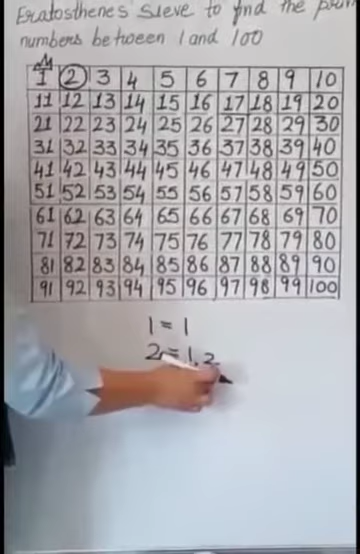 Eratosthenes Sieve to find the prim
numbers between 1 and 100
1 2 3 4 5 6 7 8 9 10
11 12 13 14 15 16 17 18 19 20
21 22 23 24 25 26 27 28 29 30
31 32 33 34 35 36 37 38 39 40
41 42 43 44 45 46 47 48 49 50
51 52 53 54 55 56 57 58 59 60
61 62 63 64 65 66 67 68 69 70
71 72 73 74 75 76 77 78 79 80
81 82 83 84 85 86 87 88 89 90
91 92 93 94 95 96 97 98 99 100
1 = 1
2 = 1, 2